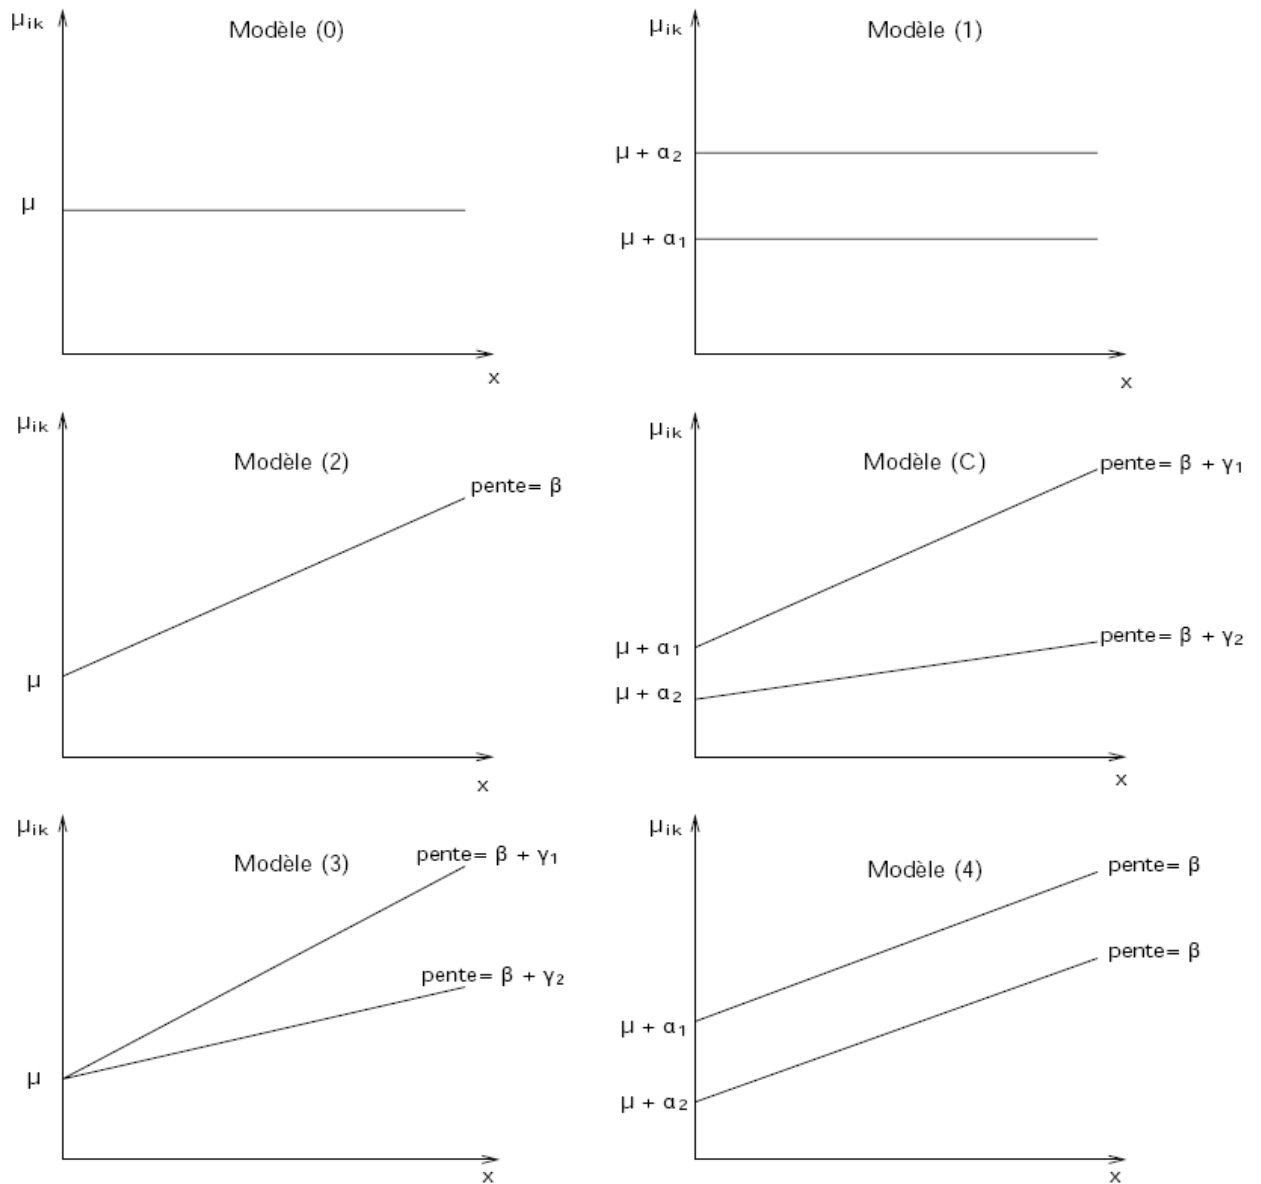 μik
Modèle (0)
μ
x
μik
Modèle (1)
μ + α2
μ + α1
x
μik
Modèle (2)
pente= β
μ
x
μik
Modèle (C)
pente= β + γ1
μ + α1
pente= β + γ2
μ + α2
x
μik
Modèle (3)
pente= β + γ1
pente= β + γ2
μ
x
μik
Modèle (4)
pente= β
pente= β
μ + α1
μ + α2
x